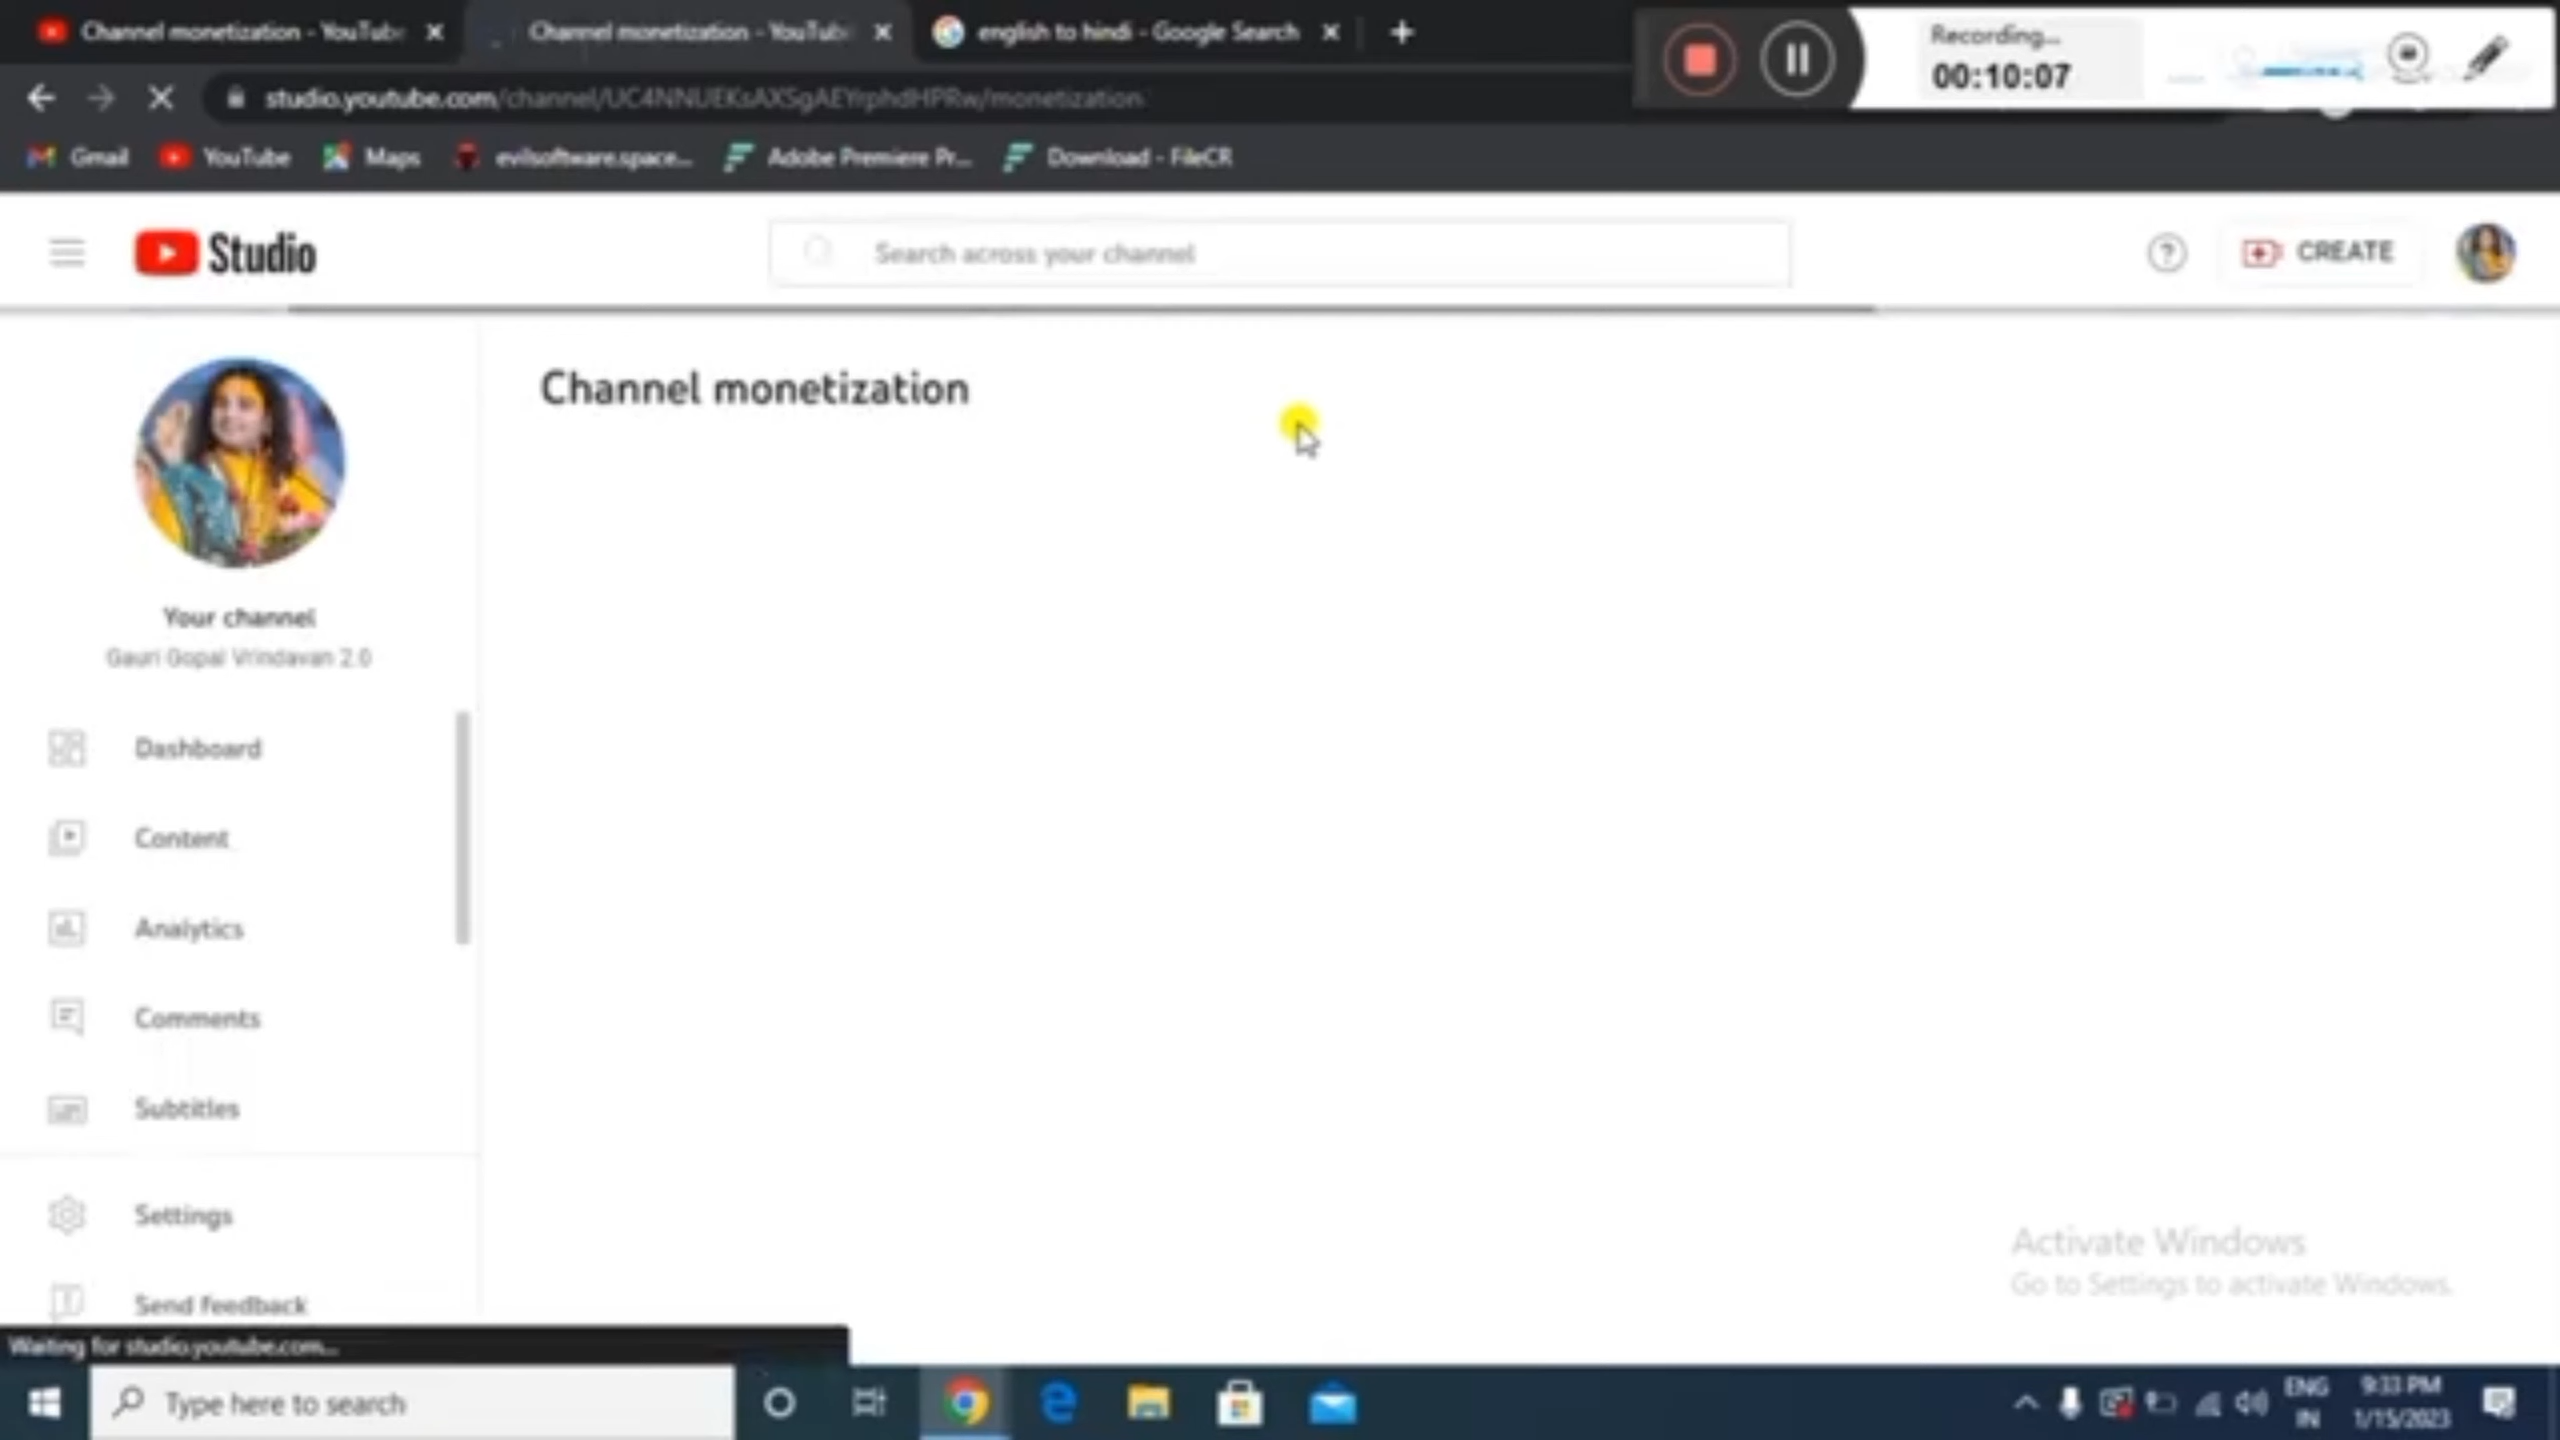 Channel monetization - YouTube
Channel monetization - YouTube
english to hindi - Google Search
Recording...
00:10:07
studio.youtube.com/channel/UC4NNUEKsAXSgAEYrphdHPRw/monetization
Gmail
YouTube
Maps
evilsoftware.space...
Adobe Premiere Pr...
Download - FileCR
Studio
Search across your channel
CREATE
Channel monetization
Your channel
Gauri Gopal Vrindavan 2.0
Dashboard
Content
Analytics
Comments
Subtitles
Settings
Send feedback
Activate Windows
Go to Settings to activate Windows.
Waiting for studio.youtube.com...
Type here to search
ENG
IN
9:33 PM
1/15/2023